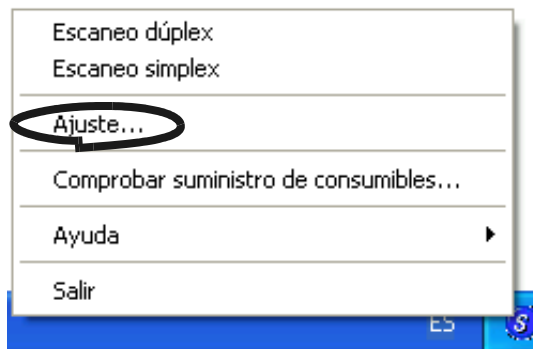 Escaneo dúplex
Escaneo simplex
Ajuste...
Comprobar suministro de consumibles...
Ayuda
Salir
ES
S